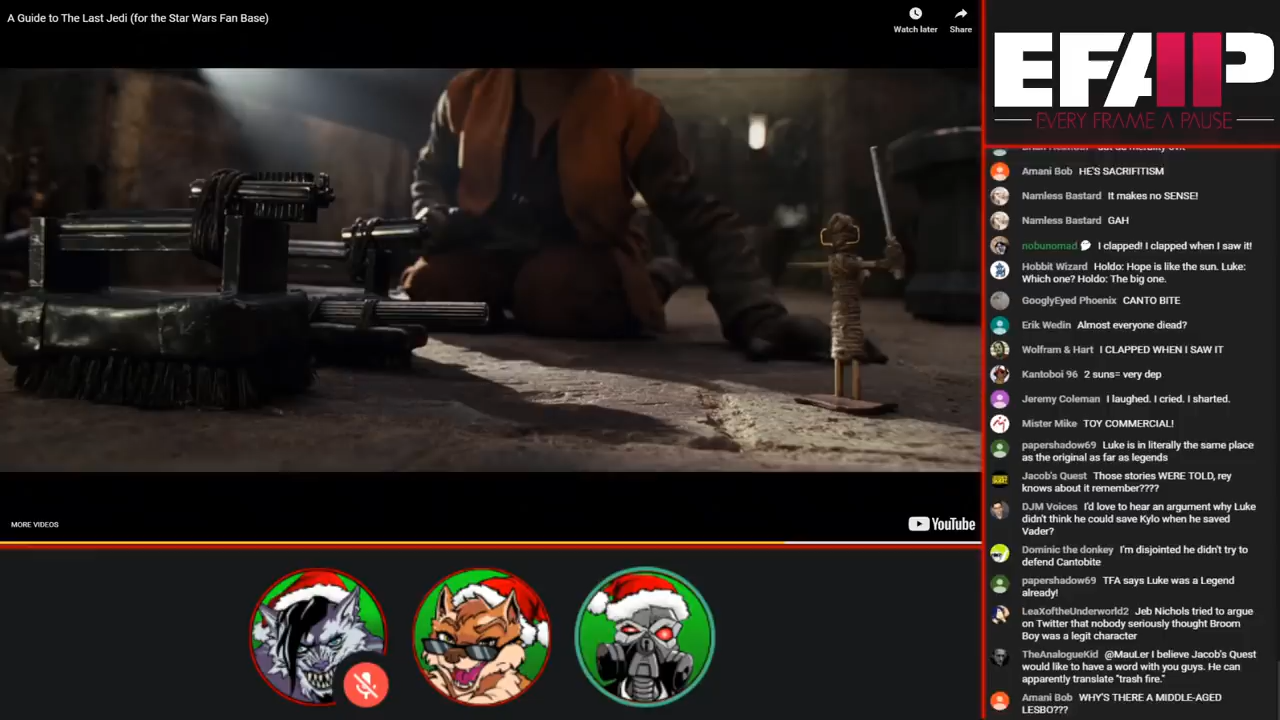 A Guide to The Last Jedi (for the Star Wars Fan Base)
Watch later
Share
MORE VIDEOS
YouTube
EFAP
EVERY FRAME A PAUSE
Amani Bob HE'S SACRIFITISM
Namless Bastard It makes no SENSE!
Namless Bastard GAH
nobunomad I clapped! I clapped when I saw it!
Hobbit Wizard Holdo: Hope is like the sun. Luke:
Which one? Holdo: The big one.
GooglyEyed Phoenix CANTO BITE
Erik Wedin Almost everyone diead?
Wolfram & Hart I CLAPPED WHEN I SAW IT
Kantoboi 96 2 suns= very dep
Jeremy Coleman I laughed. I cried. I sharted.
Mister Mike TOY COMMERCIAL!
papershadow69 Luke is in literally the same place
as the original as far as legends
Jacob's Quest Those stories WERE TOLD, rey
knows about it remember????
DJM Voices I'd love to hear an argument why Luke
didn't think he could save Kylo when he saved
Vader?
Dominic the donkey I'm disjointed he didn't try to
defend Cantobite
papershadow69 TFA says Luke was a Legend
already!
LeaXoftheUnderworld2 Jeb Nichols tried to argue
on Twitter that nobody seriously thought Broom
Boy was a legit character
TheAnalogueKid @MauLer I believe Jacob's Quest
would like to have a word with you guys. He can
apparently translate "trash fire."
Amani Bob WHY'S THERE A MIDDLE-AGED
LESBO???